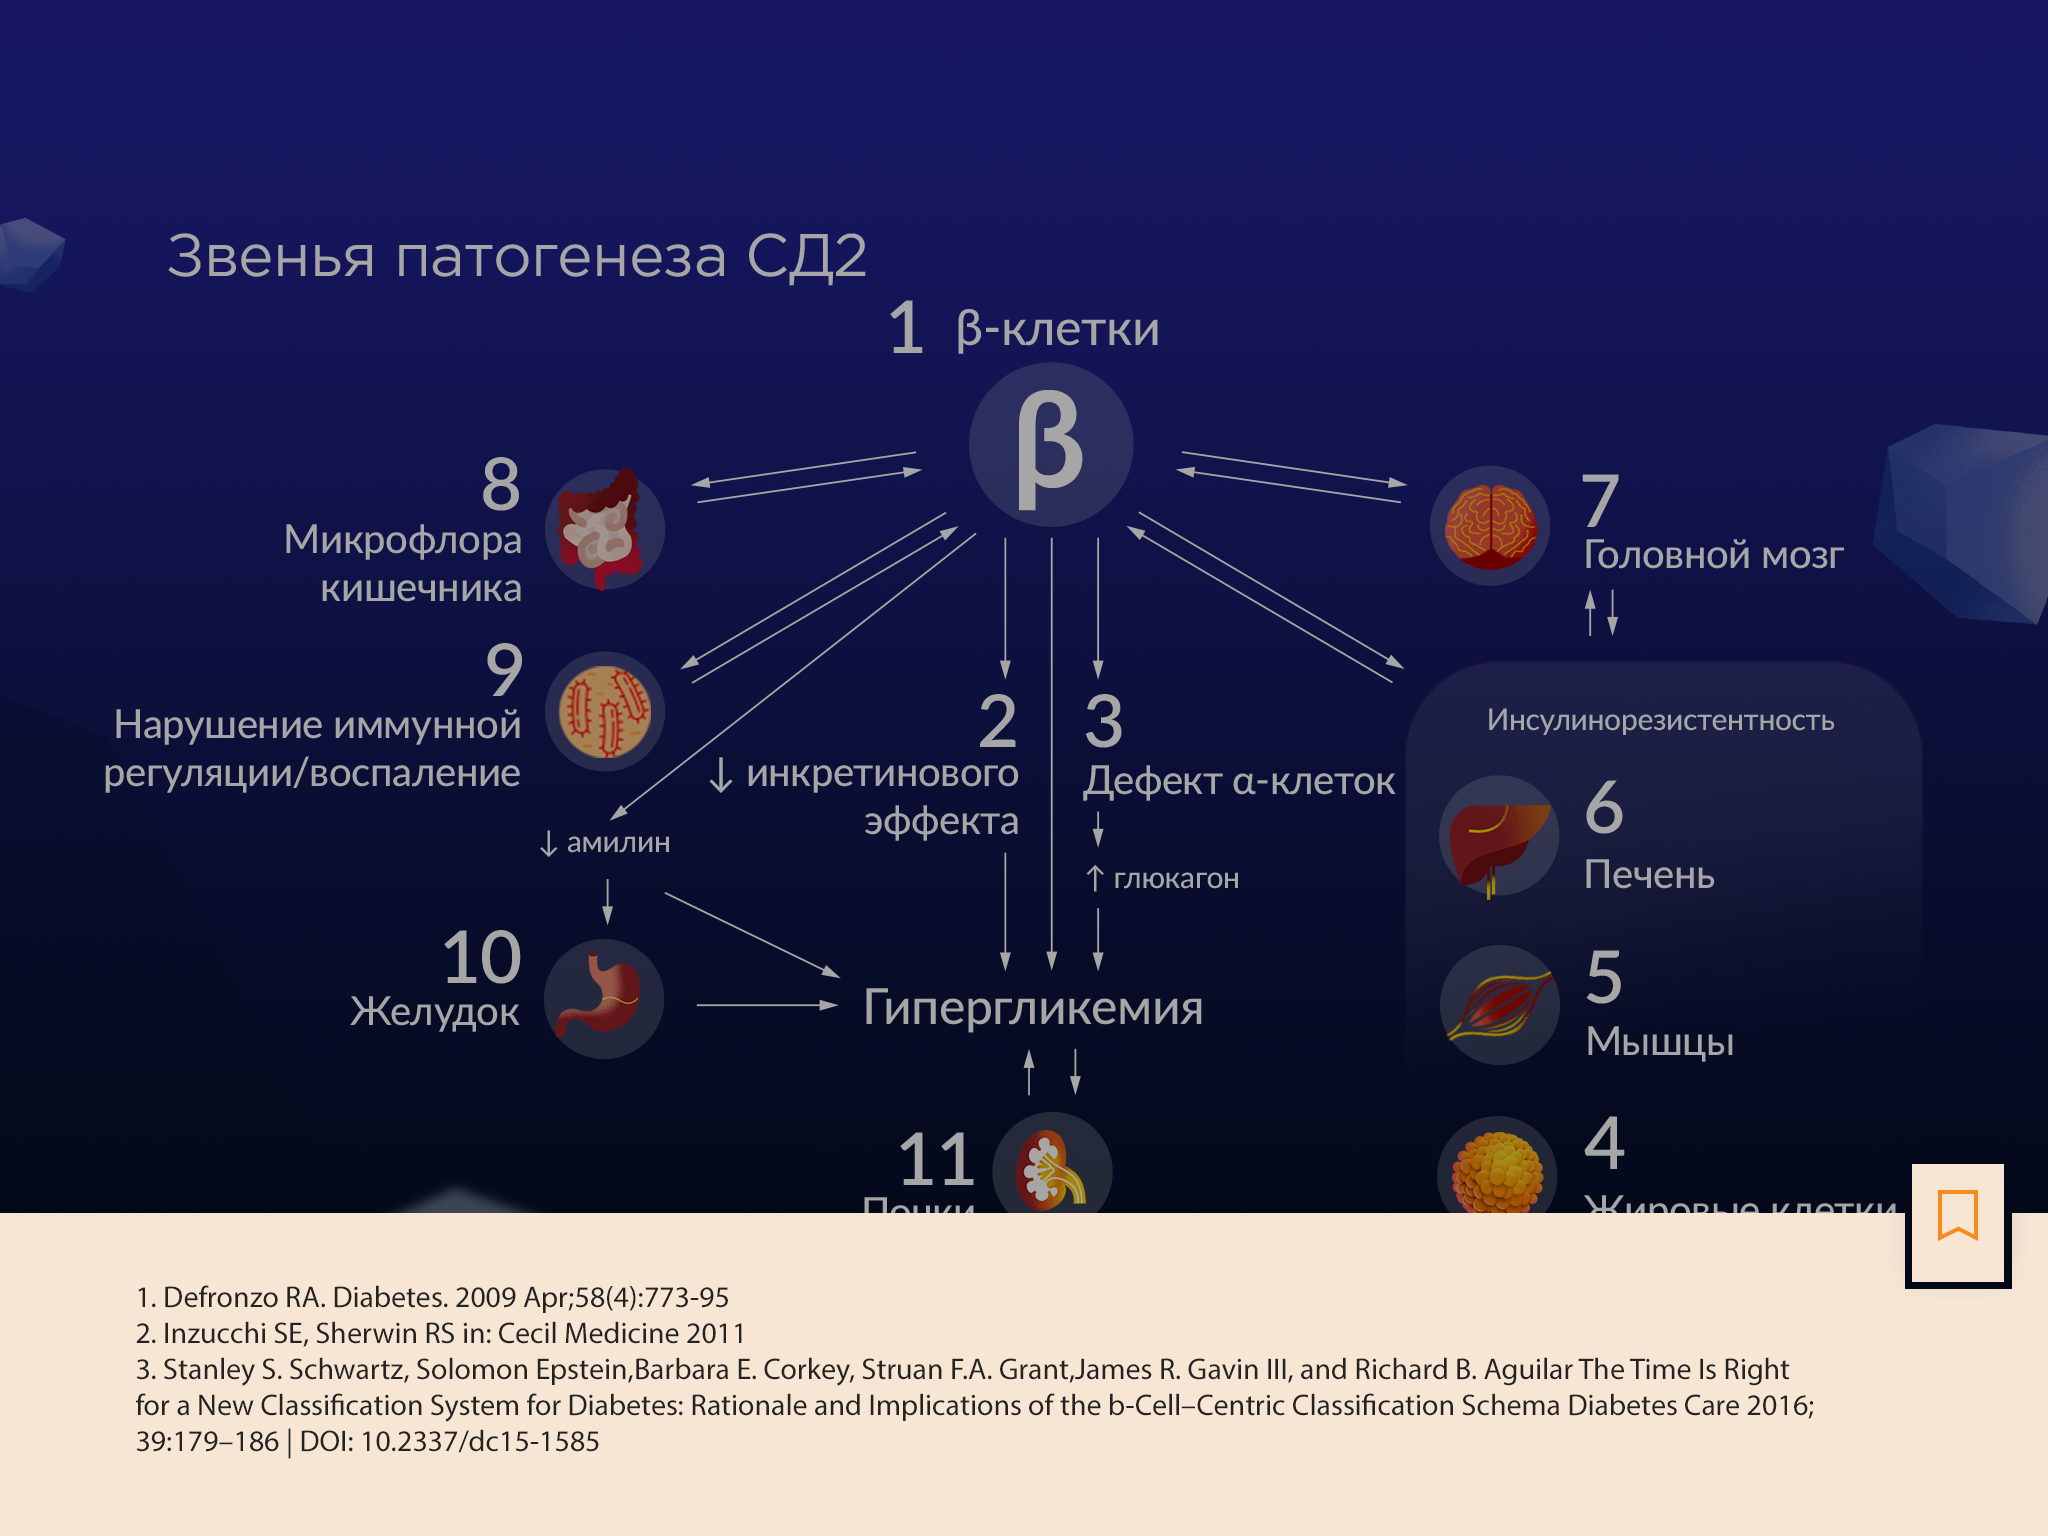 Звенья патогенеза СД2
1 β-клетки
β
8
Микрофлора
кишечника
7
Головной мозг
9
Нарушение иммунной
регуляции/воспаление
2
↓ инкретинового
эффекта
3
Дефект α-клеток
↑ глюкагон
↓ амилин
10
Желудок
Гипергликемия
11
Почки
Инсулинорезистентность
6
Печень
5
Мышцы
4
Жировые клетки
1. Defronzo RA. Diabetes. 2009 Apr;58(4):773-95
2. Inzucchi SE, Sherwin RS in: Cecil Medicine 2011
3. Stanley S. Schwartz, Solomon Epstein,Barbara E. Corkey, Struan F.A. Grant,James R. Gavin III, and Richard B. Aguilar The Time Is Right
for a New Classification System for Diabetes: Rationale and Implications of the b-Cell–Centric Classification Schema Diabetes Care 2016;
39:179–186 | DOI: 10.2337/dc15-1585